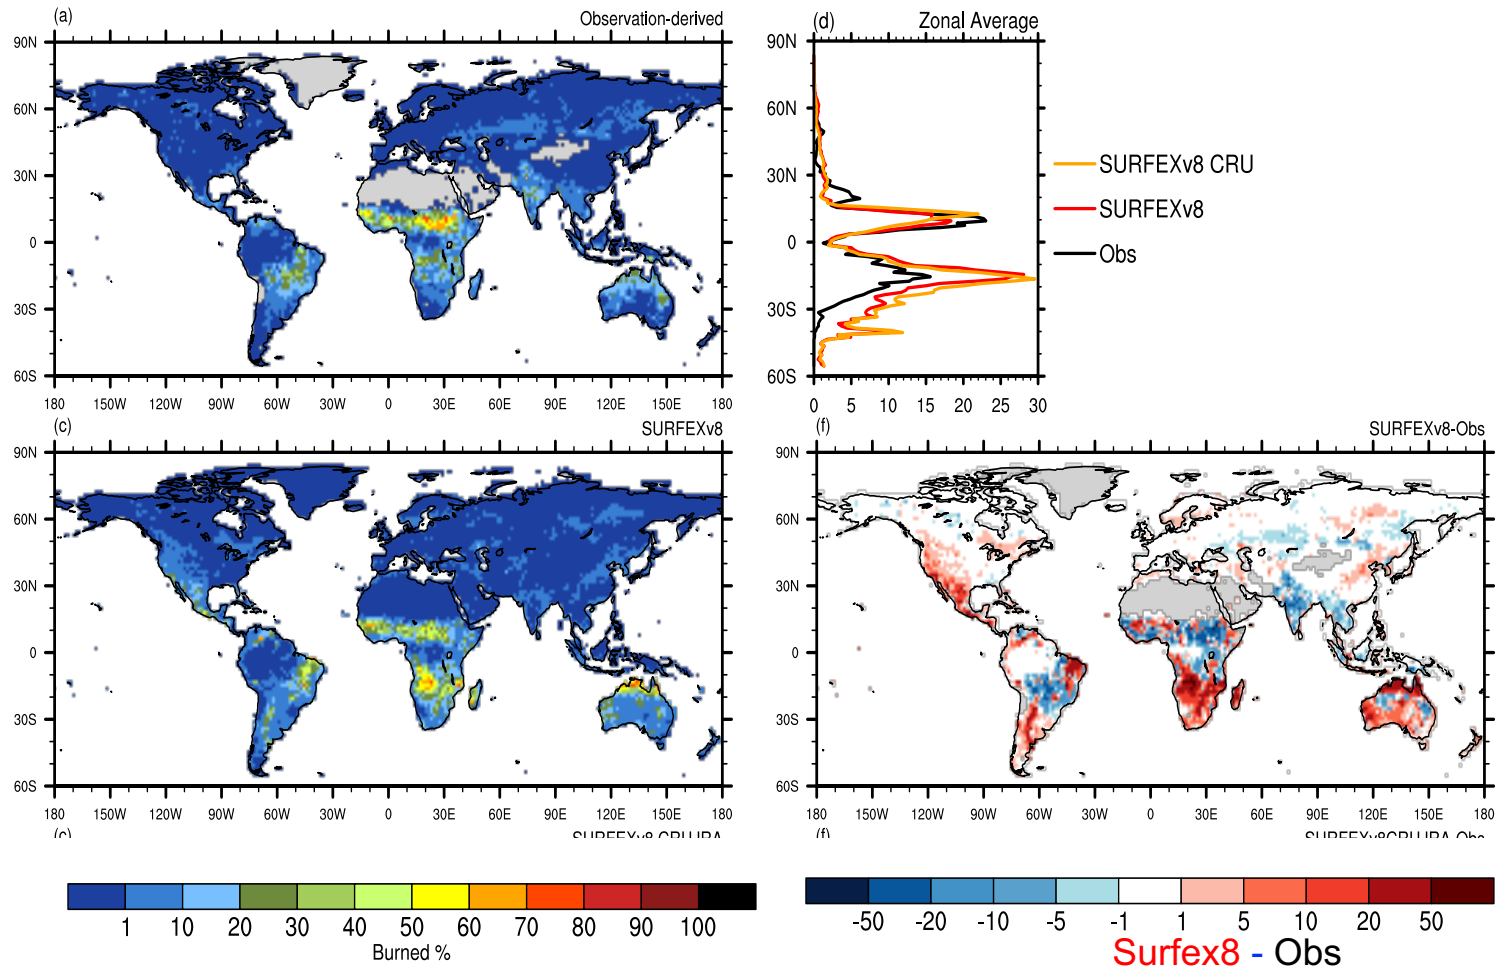 (a) Observation-derived
(d) Zonal Average
90N
60N
30N
0
30S
60S
180 150W 120W 90W 60W 30W 0 30E 60E 90E 120E 150E 180
90N
60N
30N
0
30S
60S
0 5 10 15 20 25 30
SURFEXv8 CRU
SURFEXv8
Obs
(c) SURFEXv8
90N
60N
30N
0
30S
60S
180 150W 120W 90W 60W 30W 0 30E 60E 90E 120E 150E 180
(f) SURFEXv8-Obs
90N
60N
30N
0
30S
60S
180 150W 120W 90W 60W 30W 0 30E 60E 90E 120E 150E 180
(c) SURFEXv8 CRUJRA
(f) SURFEXv8CRUJRA-Obs
1 10 20 30 40 50 60 70 80 100
Burned %
-50 -20 -10 -5 -1 1 5 10 20 50
Surfex8 - Obs